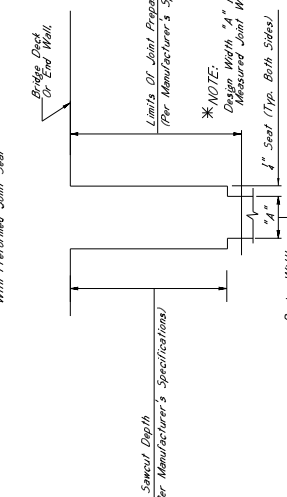 With Preformed Joint Seal
Bridge Deck
Or End Wall.
Limits Of Joint
(Per Manufacturer's
*NOTE:
Design Width "A"
Measured Joint
1/4" Seat (Typ. Both Sides)
"A"
Sawcut Depth
Per Manufacturer's Specifications)